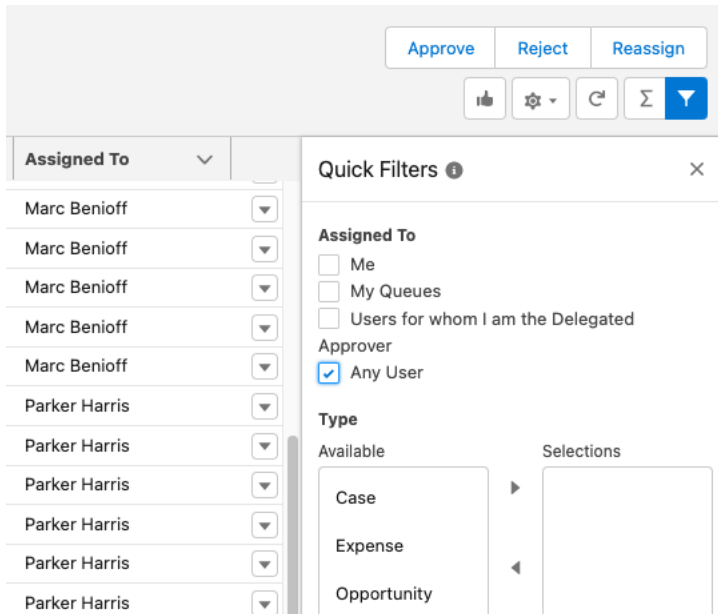 Approve Reject Reassign
Σ
Assigned To
Marc Benioff
Marc Benioff
Marc Benioff
Marc Benioff
Marc Benioff
Parker Harris
Parker Harris
Parker Harris
Parker Harris
Parker Harris
Parker Harris
Quick Filters
Assigned To
Me
My Queues
Users for whom I am the Delegated
Approver
Any User
Type
Available Selections
Case
Expense
Opportunity